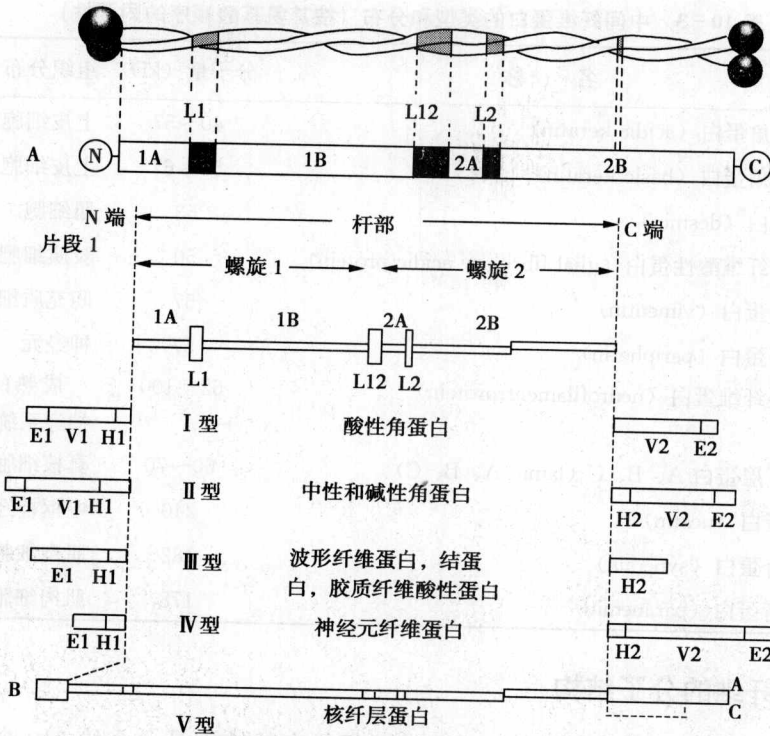 L1 L12 L2
A N 1A 1B 2A 2B C
N 端 杆部 C 端
片段 1
螺旋 1 螺旋 2
1A 1B 2A 2B
L1 L12 L2
Ⅰ型 酸性角蛋白
E1 V1 H1 V2 E2
Ⅱ型 中性和碱性角蛋白
E1 V1 H1 H2 V2 E2
Ⅲ型 波形纤维蛋白，结蛋
白，胶质纤维酸性蛋白
E1 H1 H2
Ⅳ型 神经元纤维蛋白
E1 H1 H2 V2 E2
B A
核纤层蛋白 C
Ⅴ型